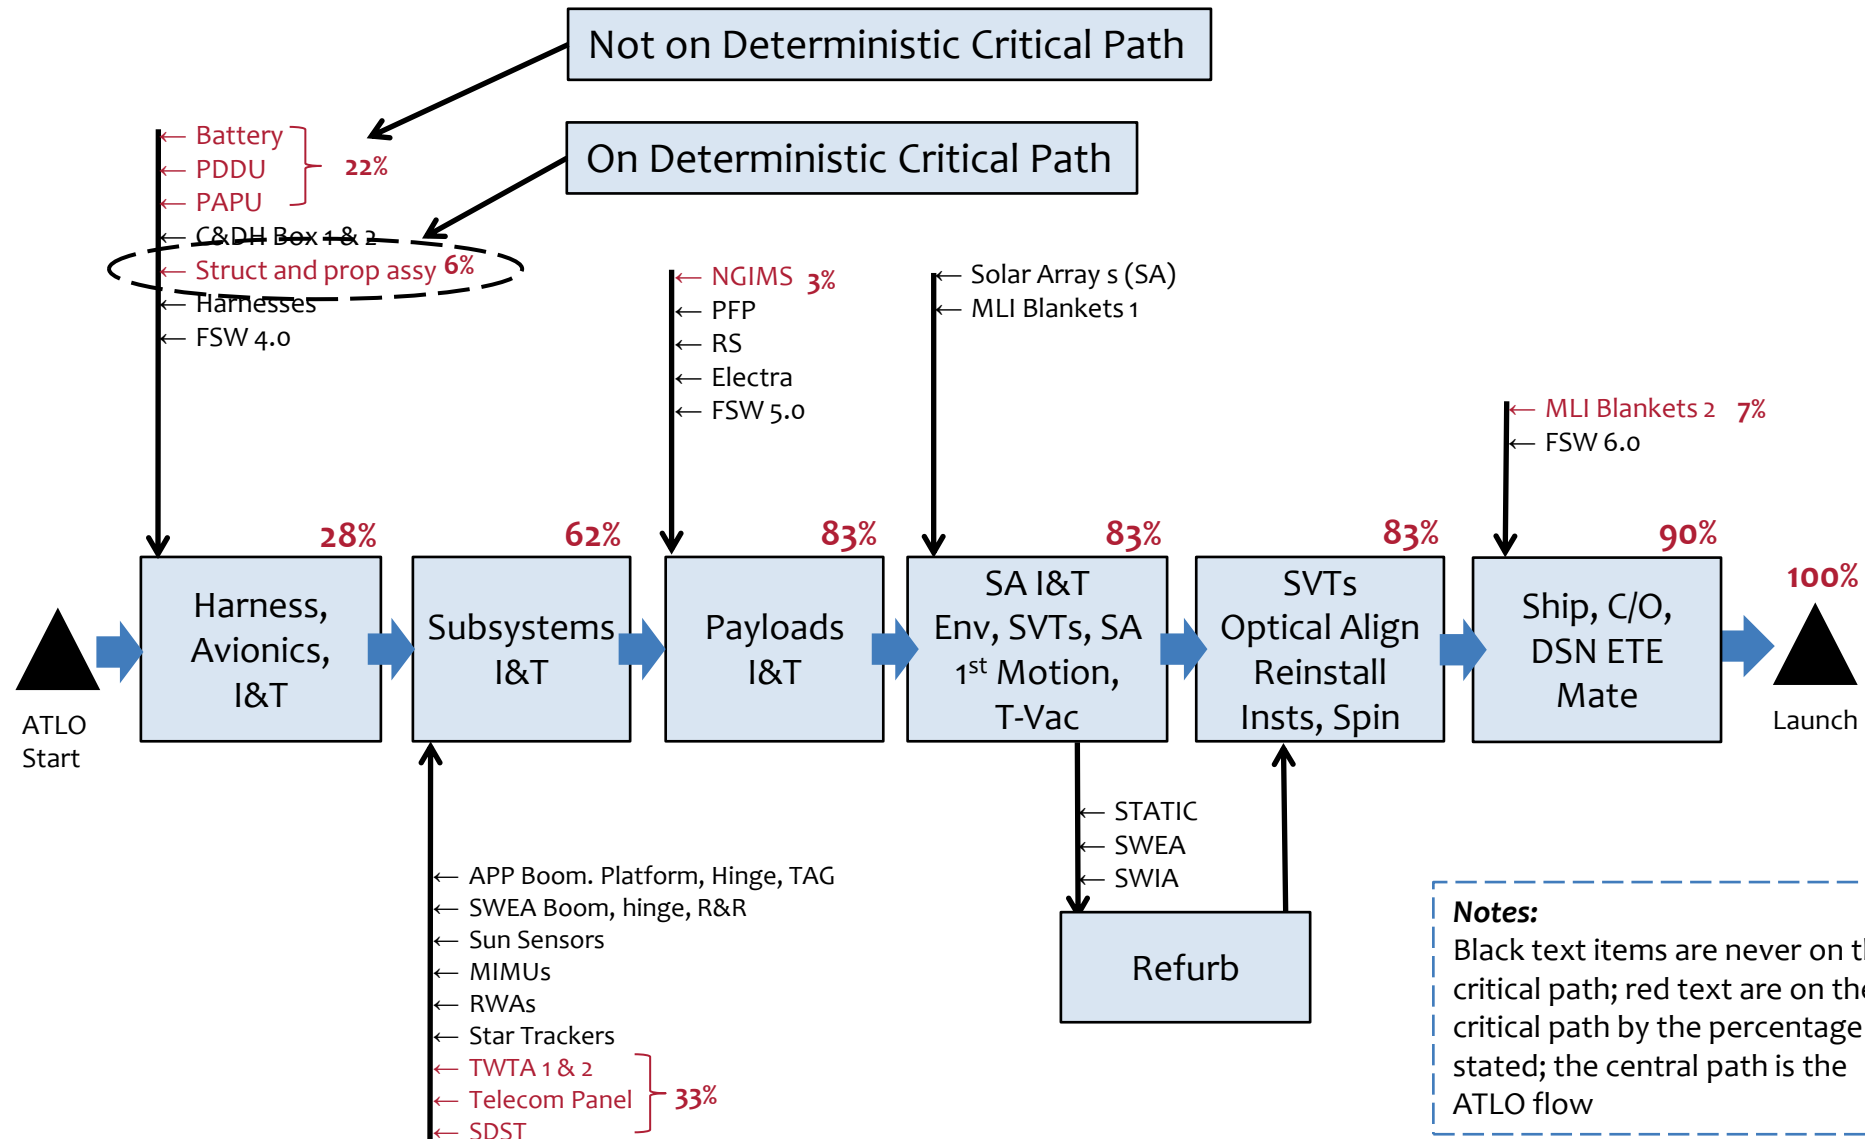 Not on Deterministic Critical Path
On Deterministic Critical Path
← Battery
← PDDU
← PAPU
22%
← C&DH Box 1 & 2
← Struct and prop assy 6%
← Harnesses
← FSW 4.0
← NGIMS 3%
← PFP
← RS
← Electra
← FSW 5.0
← Solar Array s (SA)
← MLI Blankets 1
← MLI Blankets 2 7%
← FSW 6.0
28%
62%
83%
83%
83%
90%
100%
ATLO
Start
Harness,
Avionics,
I&T
Subsystems
I&T
Payloads
I&T
SA I&T
Env, SVTs, SA
1st Motion,
T-Vac
SVTs
Optical Align
Reinstall
Insts, Spin
Ship, C/O,
DSN ETE
Mate
Launch
← STATIC
← SWEA
← SWIA
Refurb
← APP Boom. Platform, Hinge, TAG
← SWEA Boom, hinge, R&R
← Sun Sensors
← MIMUs
← RWAs
← Star Trackers
← TWTA 1 & 2
← Telecom Panel
← SDST
33%
Notes:
Black text items are never on
critical path; red text are on
critical path by the percentage
stated; the central path is the
ATLO flow